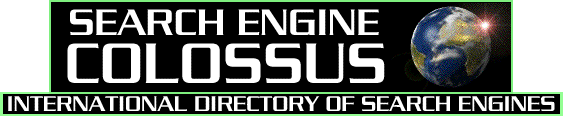 SEARCH ENGINE
COLOSSUS
INTERNATIONAL DIRECTORY OF SEARCH ENGINES